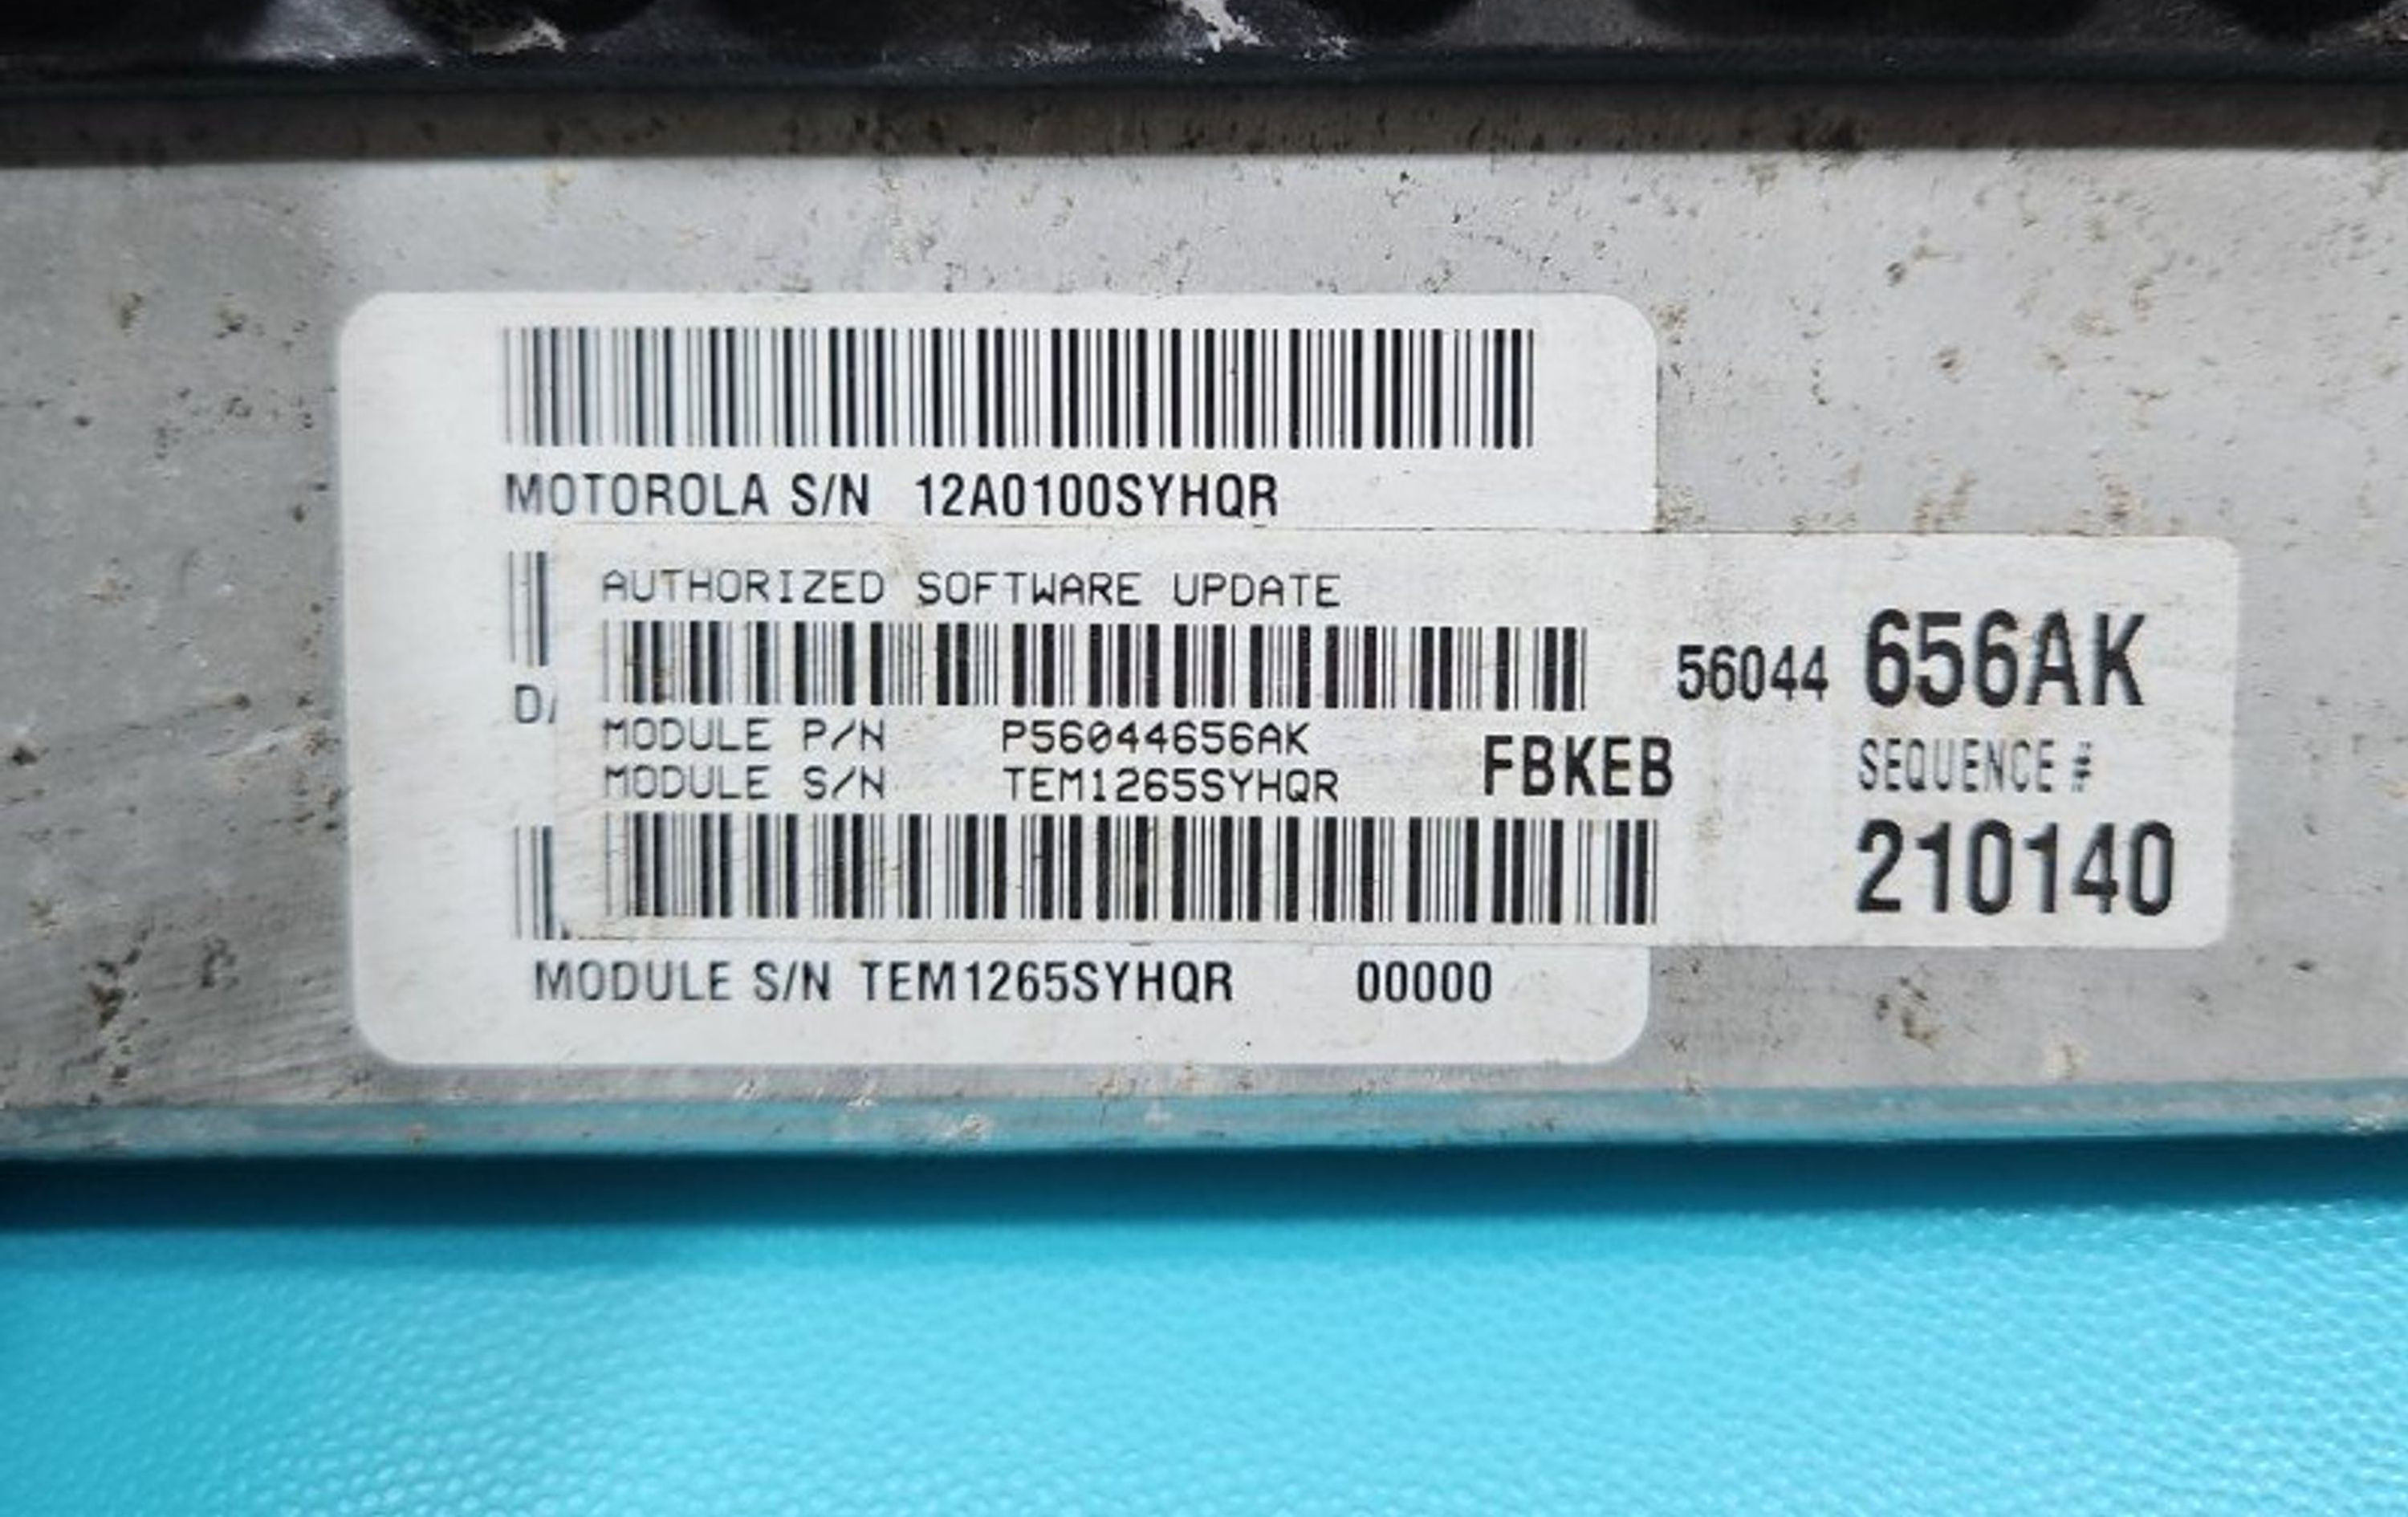 MOTOROLA S/N 12A0100SYHQR
AUTHORIZED SOFTWARE UPDATE
56044 656AK
MODULE P/N P56044656AK
FBKEB
SEQUENCE #
MODULE S/N TEM1265SYHQR
210140
MODULE S/N TEM1265SYHQR 00000